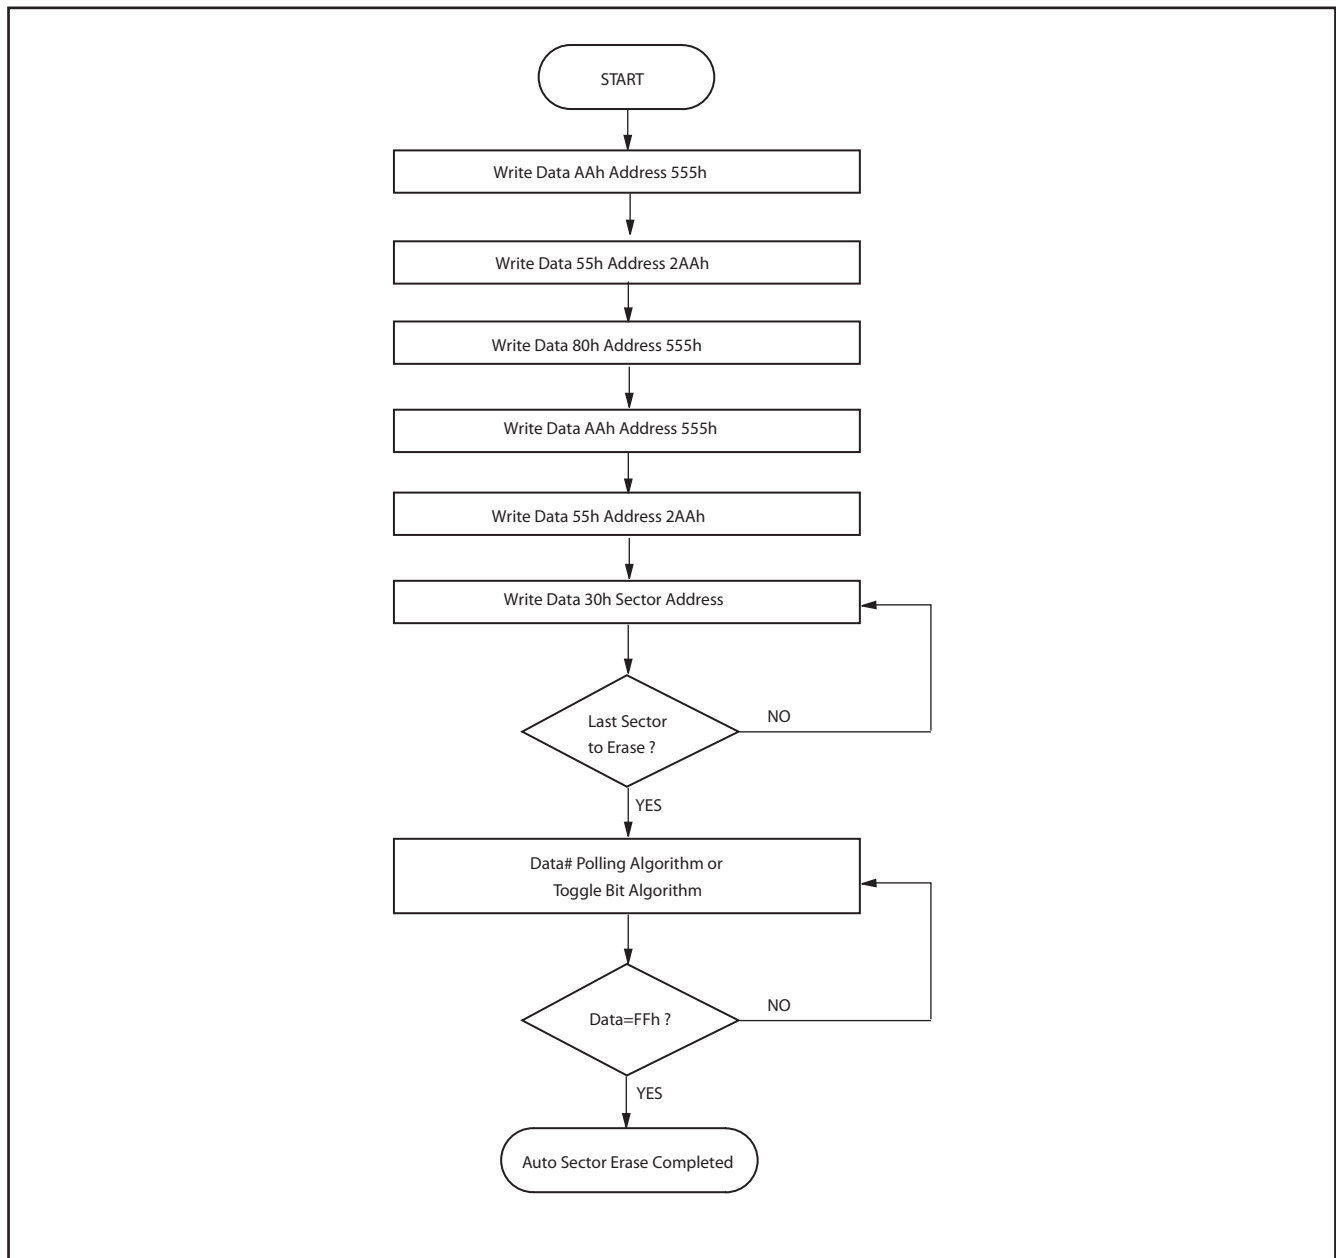 START
Write Data AAh Address 555h
Write Data 55h Address 2AAh
Write Data 80h Address 555h
Write Data AAh Address 555h
Write Data 55h Address 2AAh
Write Data 30h Sector Address
Last Sector
to Erase ?
NO
YES
Data# Polling Algorithm or
Toggle Bit Algorithm
Data=FFh ?
NO
YES
Auto Sector Erase Completed